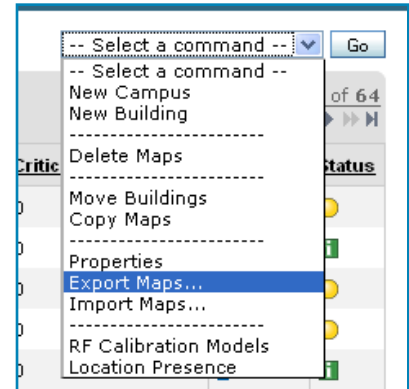 -- Select a command -- Go
-- Select a command --
New Campus
New Building
of 64
------------------------
Delete Maps
Critic
Status
------------------------
Move Buildings
Copy Maps
------------------------
Properties
Export Maps...
Import Maps...
------------------------
RF Calibration Models
Location Presence